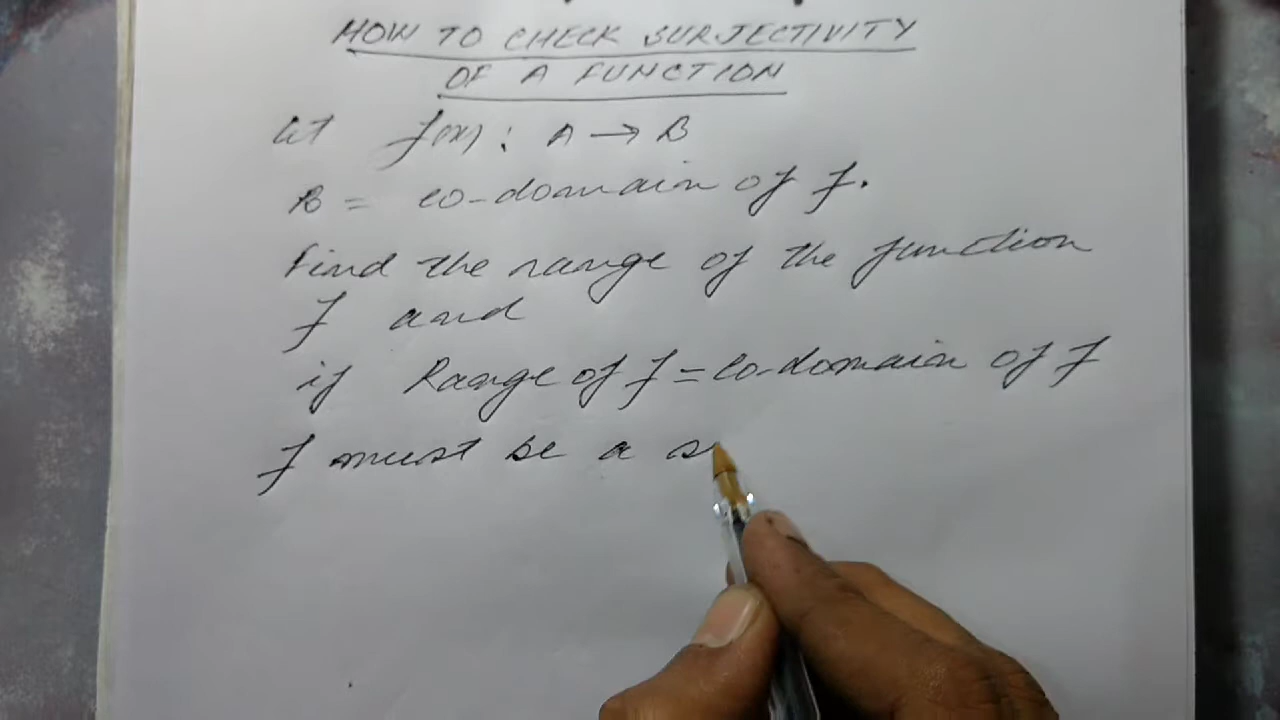 HOW TO CHECK SURJECTIVITY
OF A FUNCTION
Let f(x) : A → B
B = co-domain of f.
Find the range of the function
f and
if Range of f = co-domain of f
f must be a s